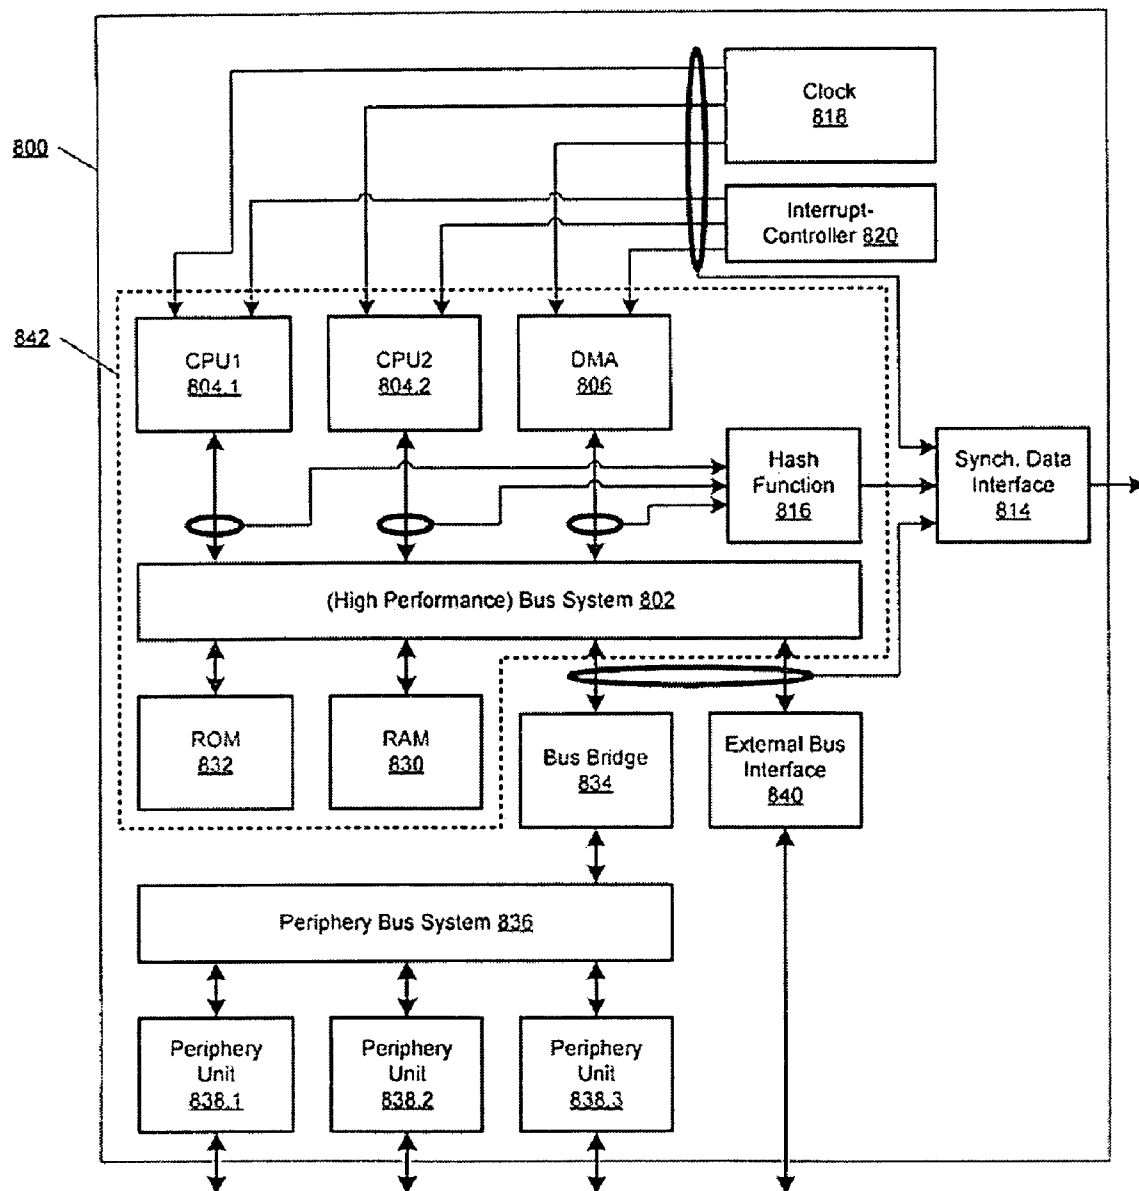 Clock
818
800
Interrupt-
Controller 820
842
CPU1
804.1
CPU2
804.2
DMA
806
Hash
Function
816
Synch. Data
Interface
814
(High Performance) Bus System 802
ROM
832
RAM
830
Bus Bridge
834
External Bus
Interface
840
Periphery Bus System 836
Periphery
Unit
838.1
Periphery
Unit
838.2
Periphery
Unit
838.3